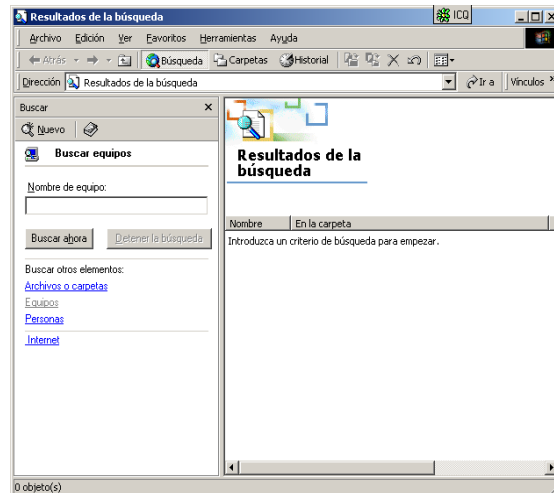 Resultados de la búsqueda
ICQ
Archivo Edición Ver Favoritos Herramientas Ayuda
Atrás Búsqueda Carpetas Historial
Dirección Resultados de la búsqueda Ir a Vínculos »
Buscar
Nuevo
Buscar equipos
Nombre de equipo:
Buscar ahora Detener la búsqueda
Buscar otros elementos:
Archivos o carpetas
Equipos
Personas
Internet
Resultados de la
búsqueda
Nombre En la carpeta
Introduzca un criterio de búsqueda para empezar.
0 objeto(s)